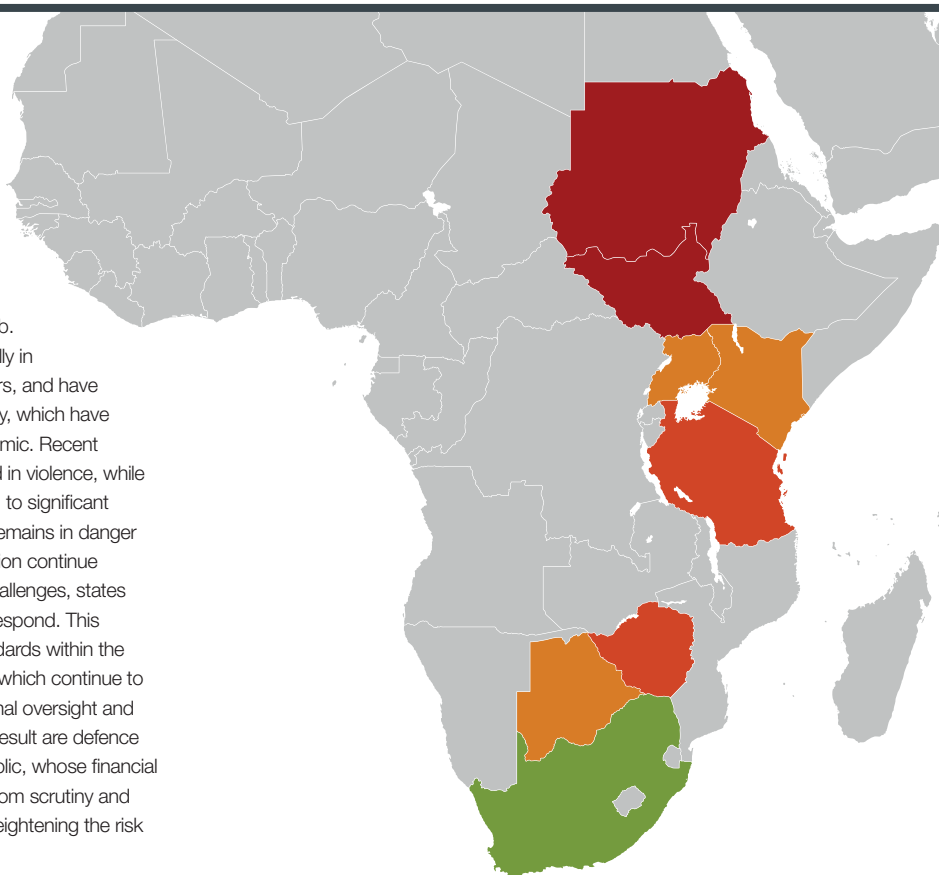 b.
lly in
rs, and have
y, which have
mic. Recent
d in violence, while
to significant
emains in danger
ion continue
allenges, states
espond. This
dards within the
which continue to
nal oversight and
esult are defence
blic, whose financial
om scrutiny and
eightening the risk